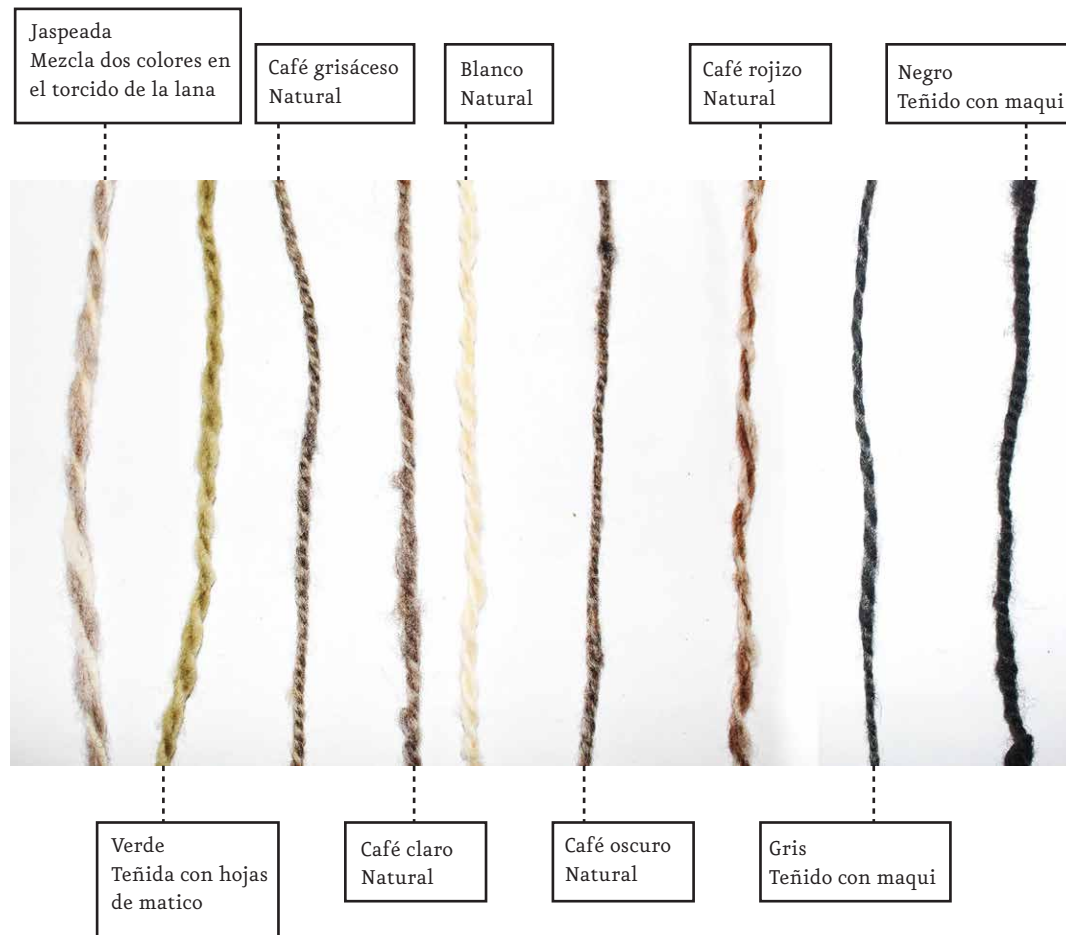 Jaspeada
Mezcla dos colores en
el torcido de la lana
Café grisáceso
Natural
Blanco
Natural
Café rojizo
Natural
Negro
Teñido con maqui
Verde
Teñida con hojas
de matico
Café claro
Natural
Café oscuro
Natural
Gris
Teñido con maqui